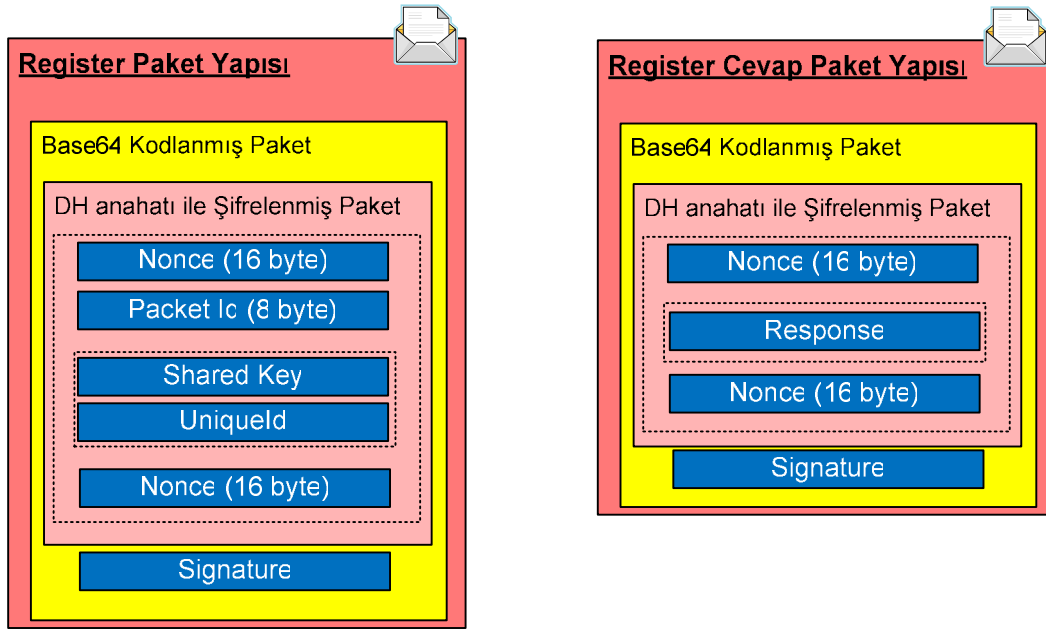 Register Paket Yapısı
Base64 Kodlanmış Paket
DH anahatı ile Şifrelenmiş Paket
Nonce (16 byte)
Packet Id (8 byte)
Shared Key
UniqueId
Nonce (16 byte)
Signature
Register Cevap Paket Yapısı
Base64 Kodlanmış Paket
DH anahatı ile Şifrelenmiş Paket
Nonce (16 byte)
Response
Nonce (16 byte)
Signature